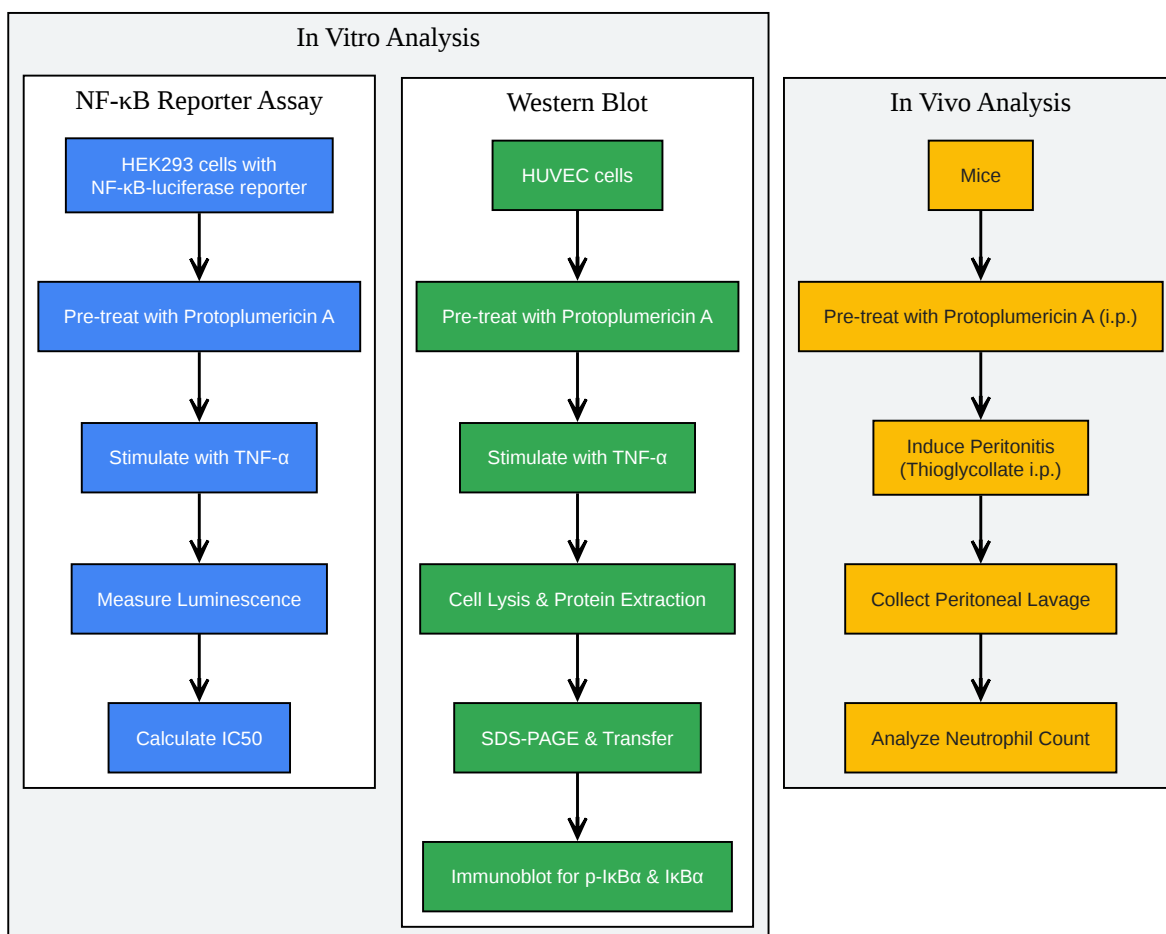 In Vitro Analysis
NF-κB Reporter Assay
HEK293 cells with
NF-κB-luciferase reporter
Pre-treat with Protoplumericin A
Stimulate with TNF-α
Measure Luminescence
Calculate IC50
Western Blot
HUVEC cells
Pre-treat with Protoplumericin A
Stimulate with TNF-α
Cell Lysis & Protein Extraction
SDS-PAGE & Transfer
Immunoblot for p-IκBα & IκBα
In Vivo Analysis
Mice
Pre-treat with Protoplumericin A (i.p.)
Induce Peritonitis
(Thioglycollate i.p.)
Collect Peritoneal Lavage
Analyze Neutrophil Count